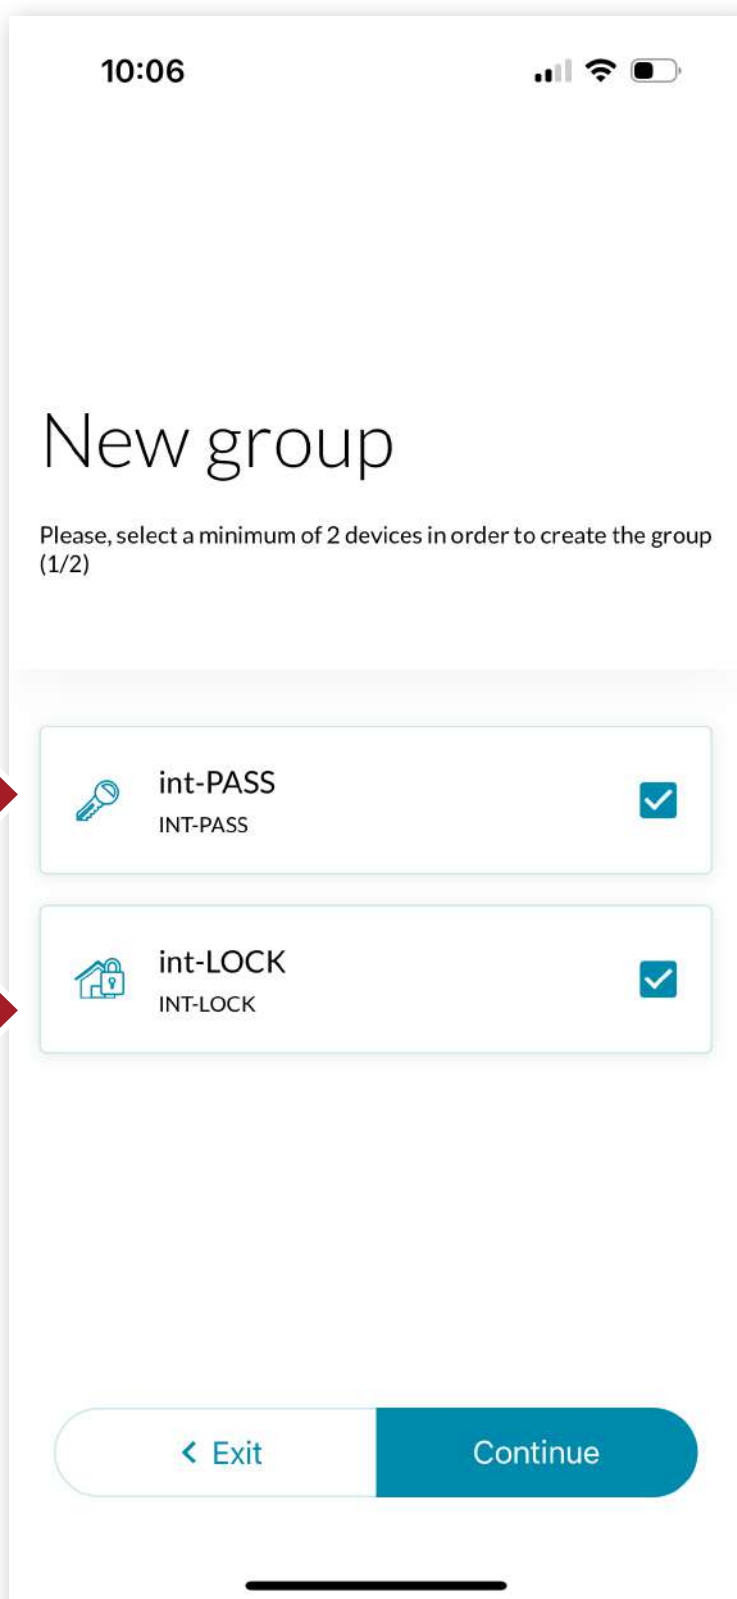 10:06
New group
Please, select a minimum of 2 devices in order to create the group
(1/2)
int-PASS
INT-PASS
int-LOCK
INT-LOCK
< Exit
Continue